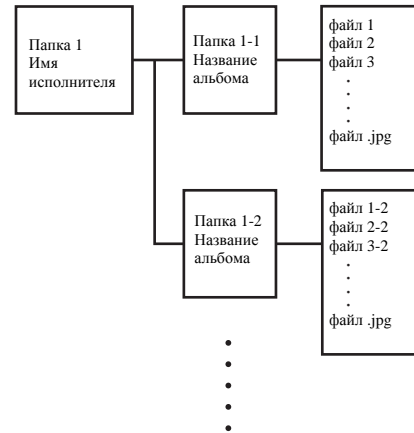 Папка 1
Имя
исполнителя
Папка 1-1
Название
альбома
файл 1
файл 2
файл 3
файл .jpg
Папка 1-2
Название
альбома
файл 1-2
файл 2-2
файл 3-2
файл .jpg